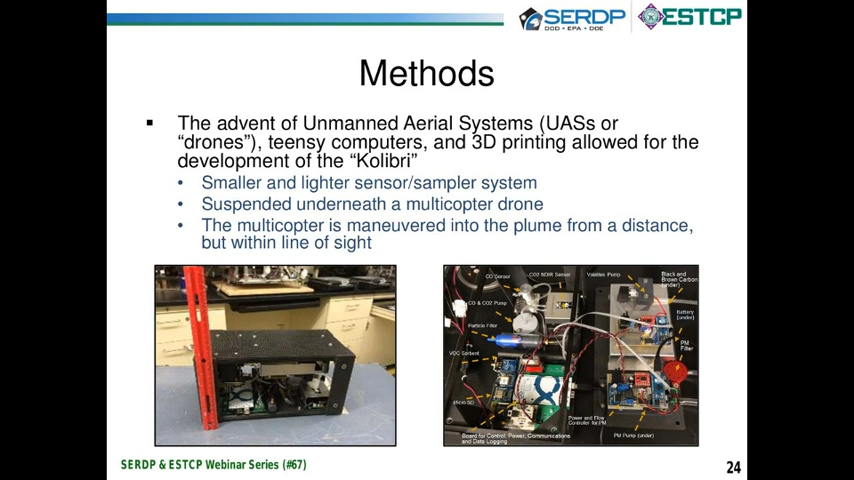 SERDP
DOD • EPA • DOE
ESTCP
Methods
▪ The advent of Unmanned Aerial Systems (UASs or
“drones”), teensy computers, and 3D printing allowed for the
development of the “Kolibri”
• Smaller and lighter sensor/sampler system
• Suspended underneath a multicopter drone
• The multicopter is maneuvered into the plume from a distance,
but within line of sight
CO Sensor
CO2 NDIR Sensor
Volatiles Pump
Black and
Brown Carbon
(under)
CO & CO2 Pump
Battery
(under)
Particle Filter
PM
Filter
VOC Sorbent
Micro SD
Power and Flow
Controller for PM
Board for Control, Power, Communications
and Data Logging
PM Pump (under)
SERDP & ESTCP Webinar Series (#67)
24